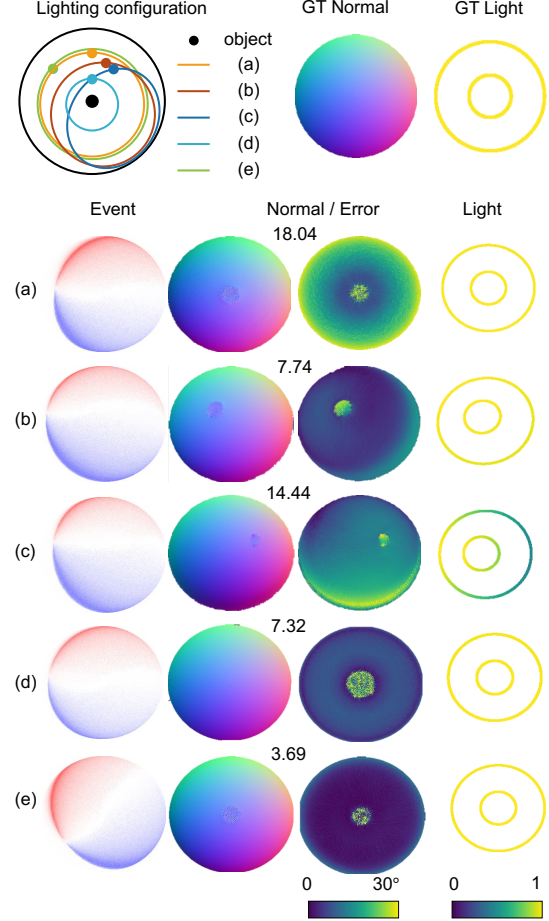 Lighting configuration GT Normal GT Light
object
(a)
(b)
(c)
(d)
(e)
Event Normal / Error Light
18.04
(a)
7.74
(b)
14.44
(c)
7.32
(d)
3.69
(e)
0 30° 0 1